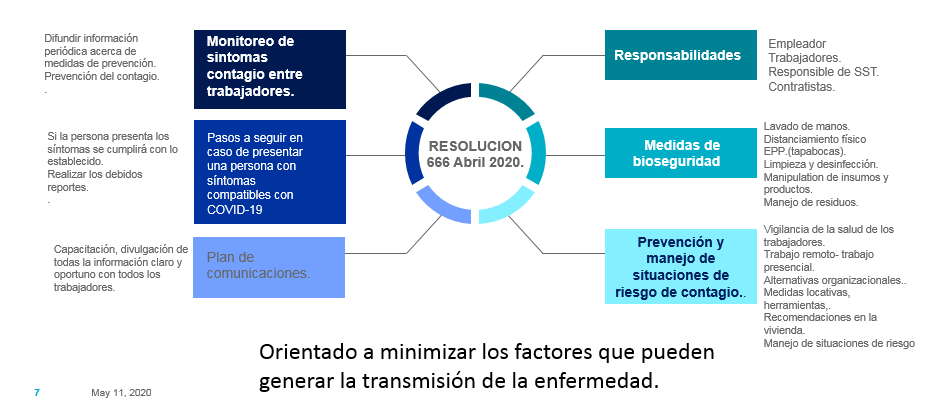 Difundir información
periódica acerca de
medidas de prevención.
Prevención del contagio.
.
Monitoreo de
sintomas
contagio entre
trabajadores.
Si la persona presenta los
síntomas se cumplirá con lo
establecido.
Realizar los debidos
reportes.
.
Pasos a seguir en
caso de presentar
una persona con
síntomas
compatibles con
COVID-19
Capacitación, divulgación de
todas la información claro y
oportuno con todos los
trabajadores.
Plan de
comunicaciones.
RESOLUCION
666 Abril 2020.
Responsabilidades
Empleador
Trabajadores.
Responsible de SST.
Contratistas.
Medidas de
bioseguridad
Lavado de manos.
Distanciamiento físico
EPP.(tapabocas).
Limpieza y desinfección.
Manipulation de insumos y
productos.
Manejo de residuos.
Prevención y
manejo de
situaciones de
riesgo de contagio..
Vigilancia de la salud de los
trabajadores.
Trabajo remoto- trabajo
presencial.
Alternativas organizacionales..
Medidas locativas,
herramientas,.
Recomendaciones en la
vivienda.
Manejo de situaciones de riesgo
Orientado a minimizar los factores que pueden
generar la transmisión de la enfermedad.
7 May 11, 2020